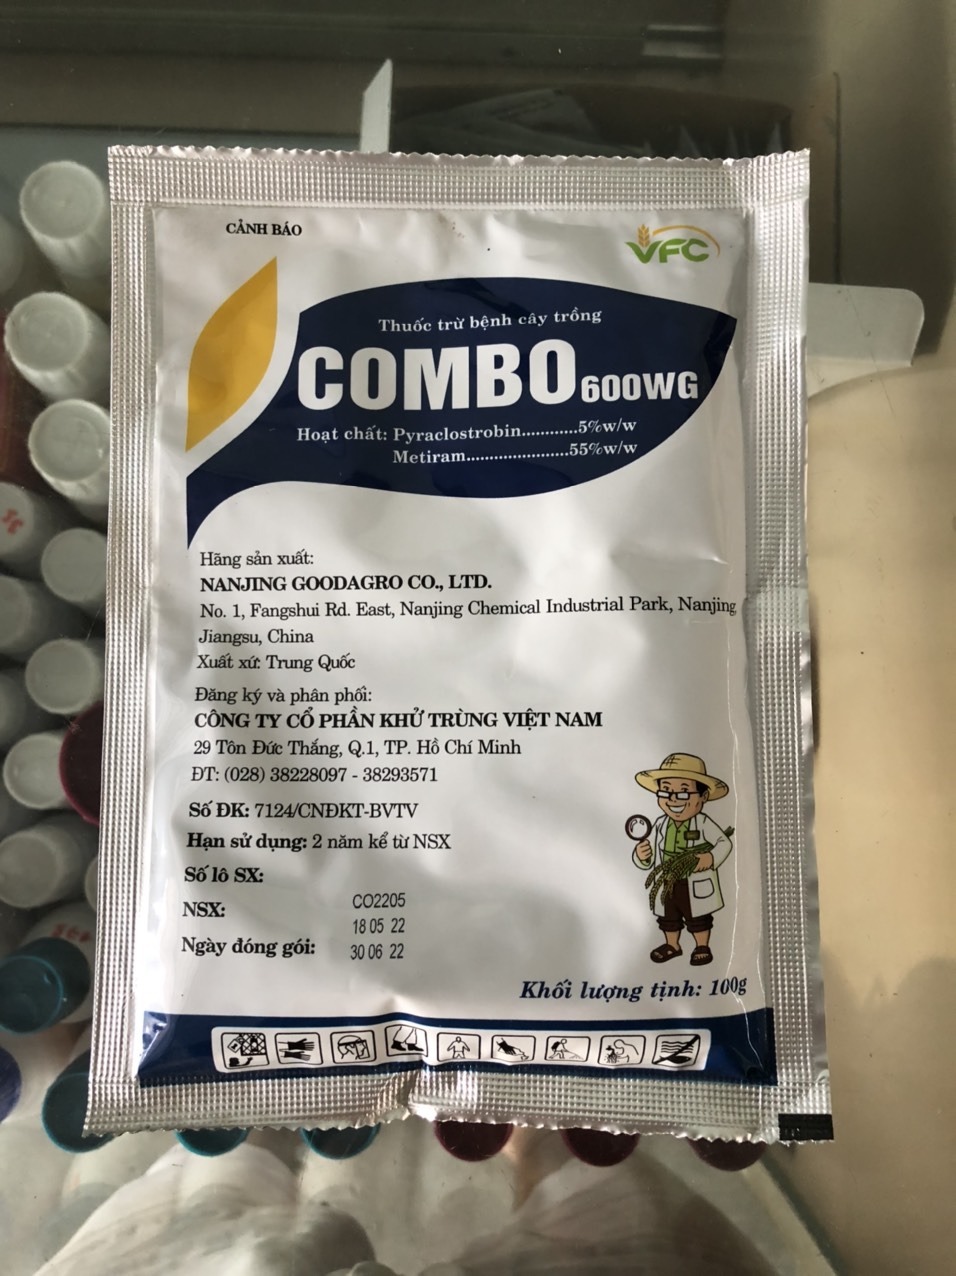 CẢNH BÁO
VFC
Thuốc trừ bệnh cây trồng
COMBO 600WG
Hoạt chất: Pyraclostrobin............5%w/w
Metiram......................55%w/w
Hãng sản xuất:
NANJING GOODAGRO CO., LTD.
No. 1, Fangshui Rd. East, Nanjing Chemical Industrial Park, Nanjing
Jiangsu, China
Xuất xứ: Trung Quốc
Đăng ký và phân phối:
CÔNG TY CỔ PHẦN KHỬ TRÙNG VIỆT NAM
29 Tôn Đức Thắng, Q.1, TP. Hồ Chí Minh
ĐT: (028) 38228097 - 38293571
Số ĐK: 7124/CNĐKT-BVTV
Hạn sử dụng: 2 năm kể từ NSX
Số lô SX: CO2205
NSX: 18 05 22
Ngày đóng gói: 30 06 22
Khối lượng tịnh: 100g